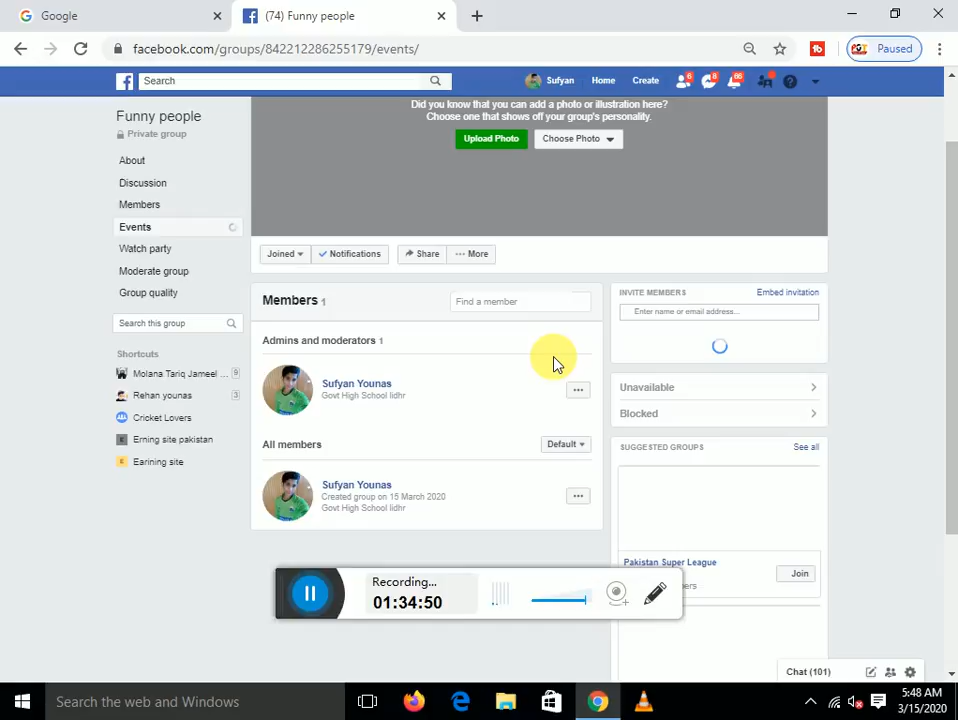 Google
(74) Funny people
facebook.com/groups/842212286255179/events/
Paused
Search
Sufyan
Home
Create
6
8
66
Funny people
Private group
About
Discussion
Members
Events
Watch party
Moderate group
Group quality
Search this group
Shortcuts
Molana Tariq Jameel ... 9
Rehan younas 3
Cricket Lovers
Erning site pakistan
E Earining site
Did you know that you can add a photo or illustration here?
Choose one that shows off your group's personality.
Upload Photo
Choose Photo
Joined
Notifications
Share
More
Members 1
Find a member
Admins and moderators 1
Sufyan Younas
Govt High School lidhr
All members
Default
Sufyan Younas
Created group on 15 March 2020
Govt High School lidhr
INVITE MEMBERS
Embed invitation
Enter name or email address...
Unavailable
Blocked
SUGGESTED GROUPS
See all
Pakistan Super League
Join
Recording...
01:34:50
Chat (101)
Search the web and Windows
5:48 AM
3/15/2020